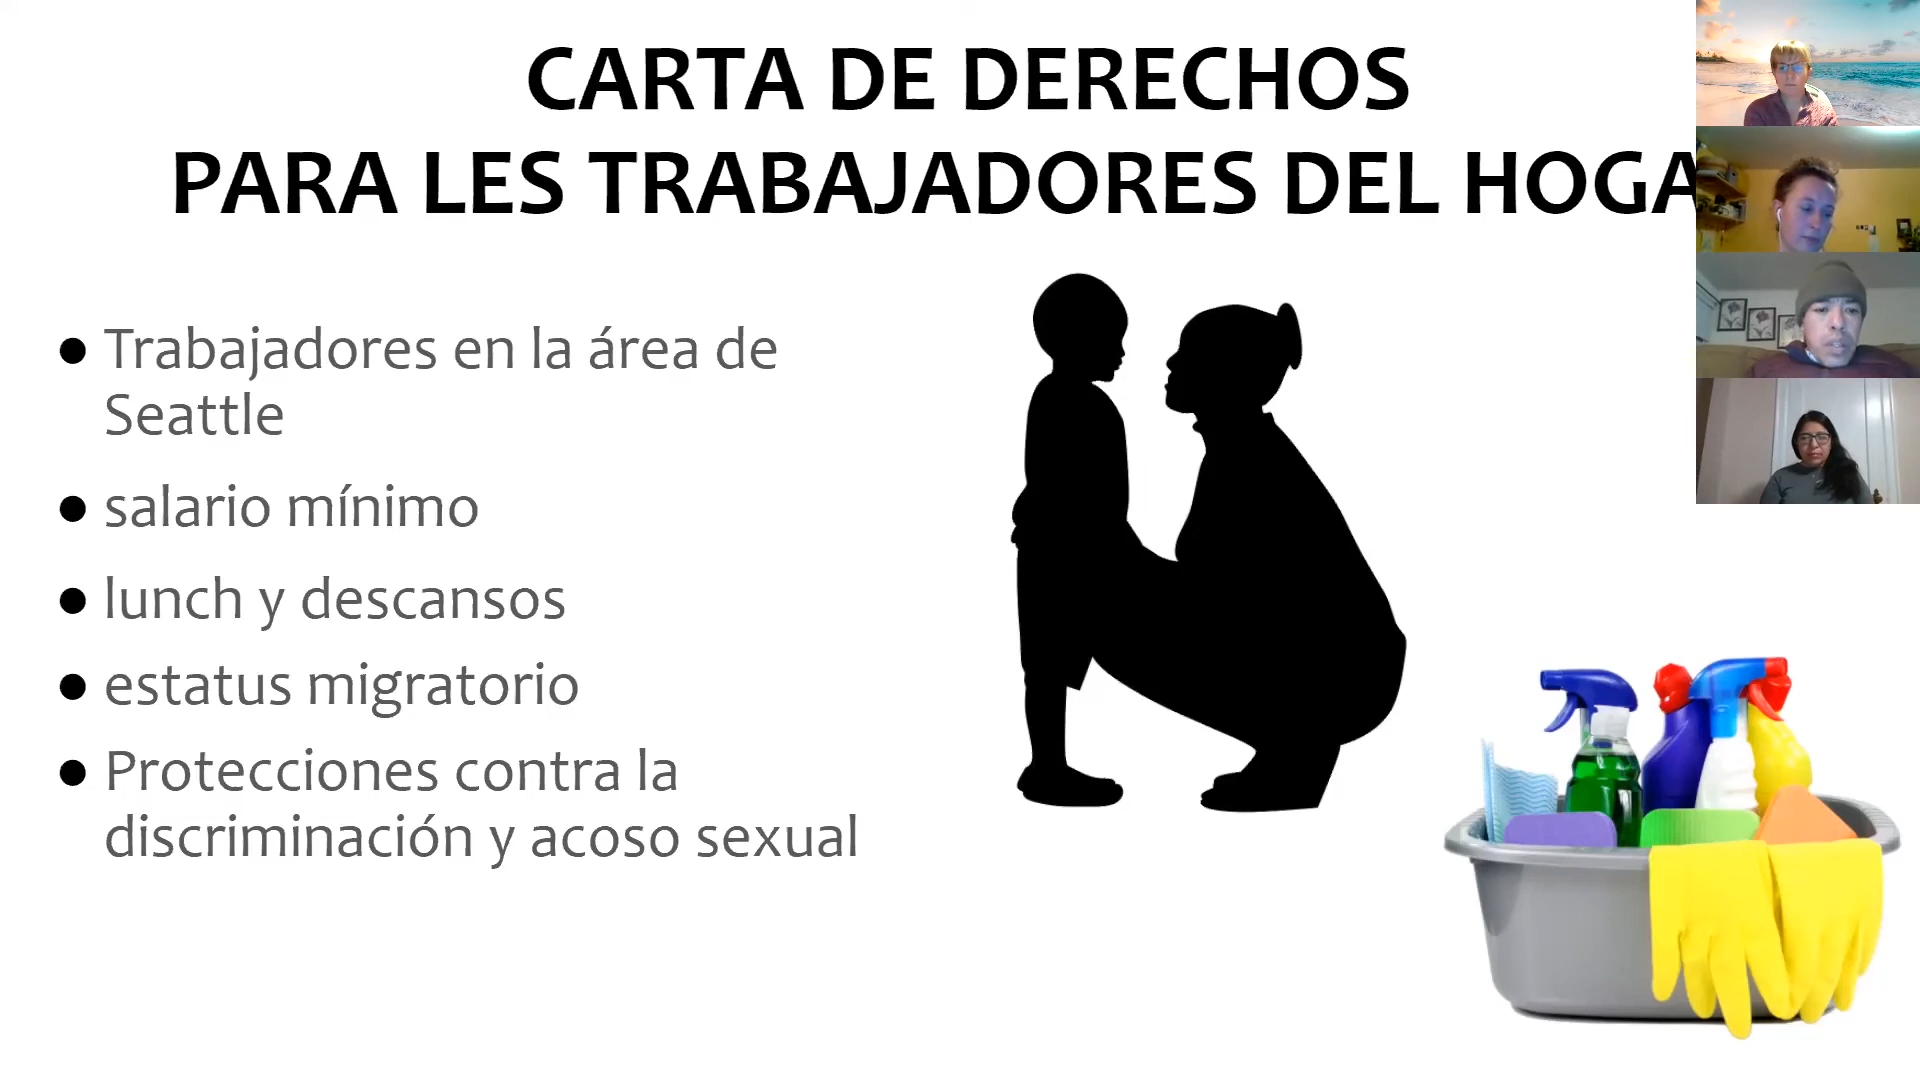 CARTA DE DERECHOS
PARA LES TRABAJADORES DEL HOGA
● Trabajadores en la área de
Seattle
● salario mínimo
● lunch y descansos
● estatus migratorio
● Protecciones contra la
discriminación y acoso sexual